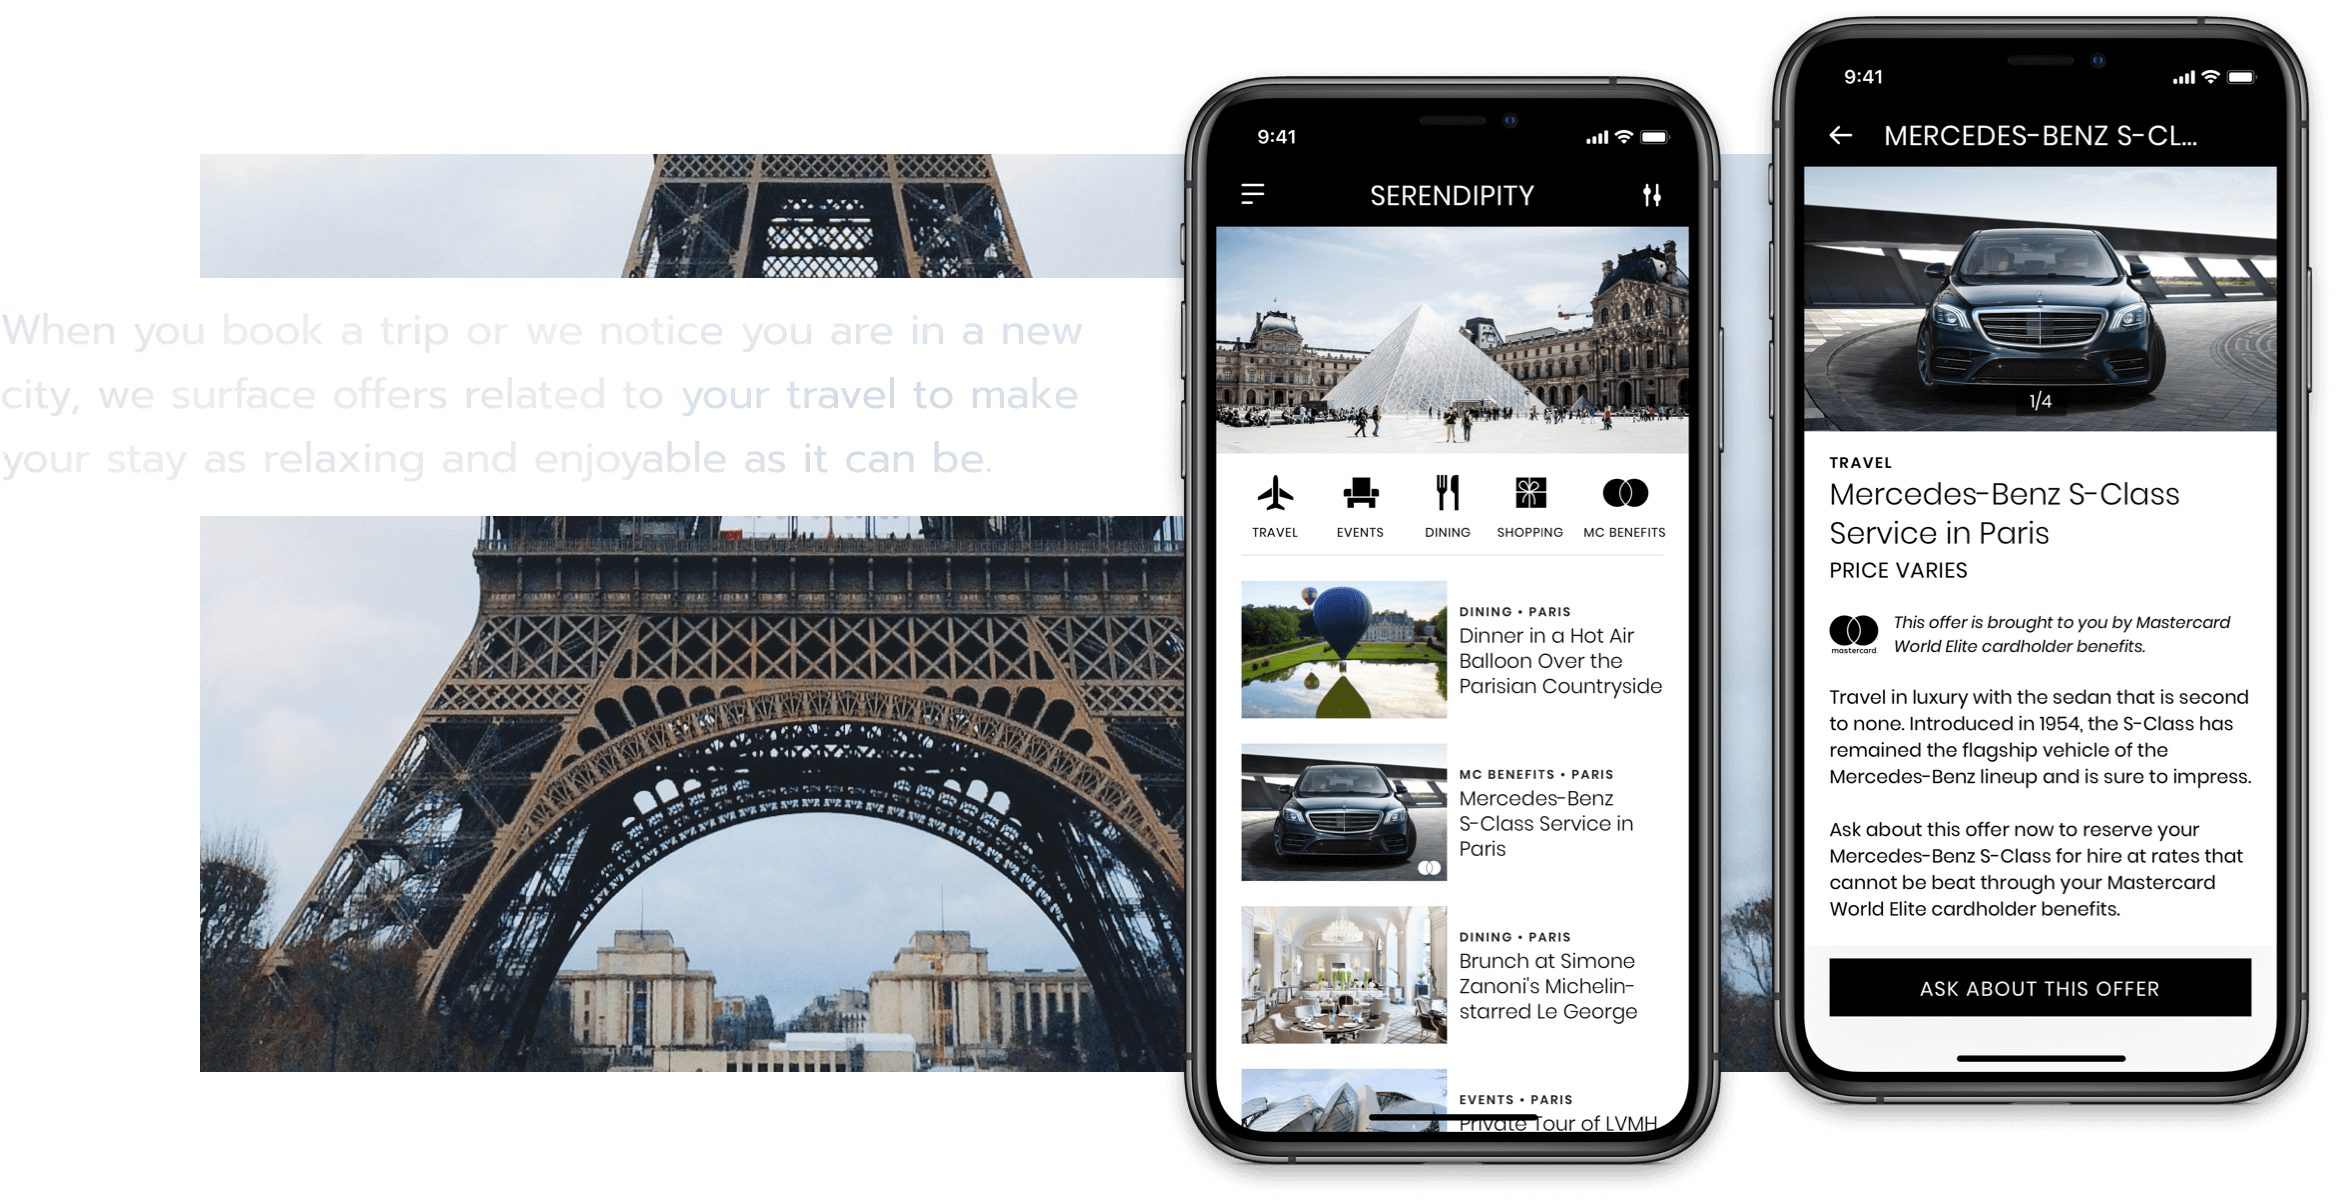 When you book a trip or we notice you are in a new
city, we surface offers related to your travel to make
your stay as relaxing and enjoyable as it can be.
9:41
SERENDIPITY
TRAVEL
EVENTS
DINING
SHOPPING
MC BENEFITS
DINING • PARIS
Dinner in a Hot Air
Balloon Over the
Parisian Countryside
MC BENEFITS • PARIS
Mercedes-Benz
S-Class Service in
Paris
DINING • PARIS
Brunch at Simone
Zanoni's Michelin-
starred Le George
EVENTS • PARIS
Private Tour of LVMH
9:41
MERCEDES-BENZ S-CL...
1/4
TRAVEL
Mercedes-Benz S-Class
Service in Paris
PRICE VARIES
mastercard.
This offer is brought to you by Mastercard
World Elite cardholder benefits.
Travel in luxury with the sedan that is second
to none. Introduced in 1954, the S-Class has
remained the flagship vehicle of the
Mercedes-Benz lineup and is sure to impress.
Ask about this offer now to reserve your
Mercedes-Benz S-Class for hire at rates that
cannot be beat through your Mastercard
World Elite cardholder benefits.
ASK ABOUT THIS OFFER